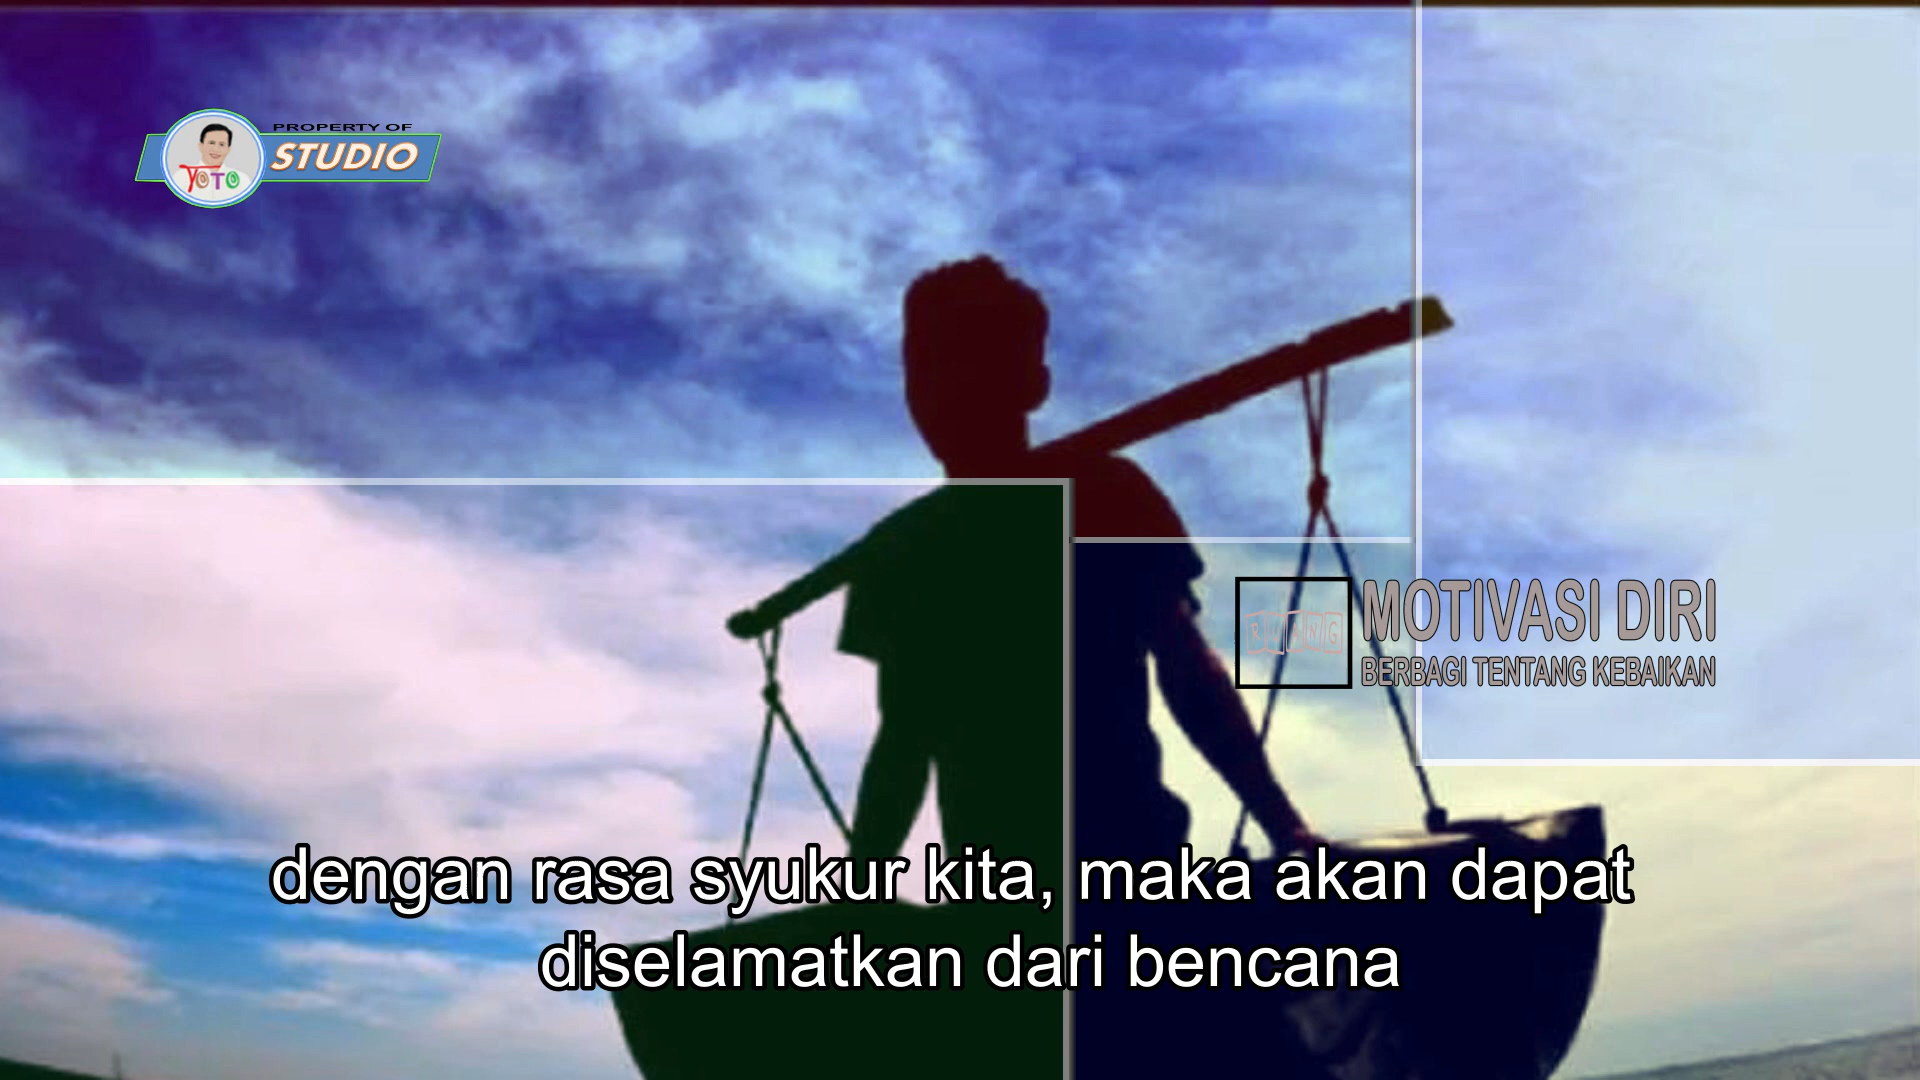 PROPERTY OF
STUDIO
YOTO
RUANG
MOTIVASI DIRI
BERBAGI TENTANG KEBAIKAN
dengan rasa syukur kita, maka akan dapat
diselamatkan dari bencana